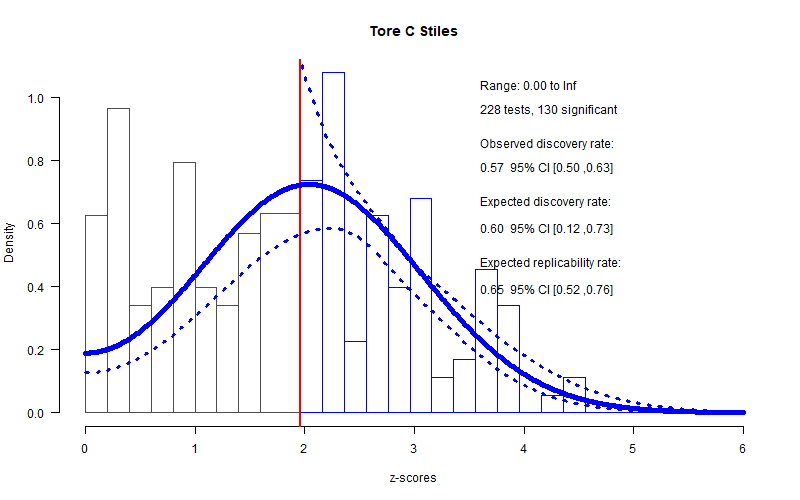 Tore C Stiles
Range: 0.00 to Inf
228 tests, 130 significant
Observed discovery rate:
0.57 95% CI [0.50 ,0.63]
Expected discovery rate:
0.60 95% CI [0.12 ,0.73]
Expected replicability rate:
0.65 95% CI [0.52 ,0.76]
Density
1.0
0.8
0.6
0.4
0.2
0.0
0 1 2 3 4 5 6
z-scores